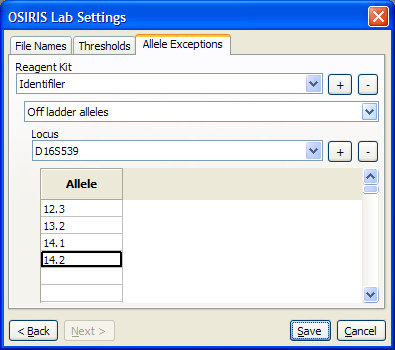 OSIRIS Lab Settings
File Names Thresholds Allele Exceptions
Reagent Kit
Identifiler + -
Off ladder alleles
Locus
D16S539 + -
Allele
12.3
13.2
14.1
14.2
< Back Next > Save Cancel